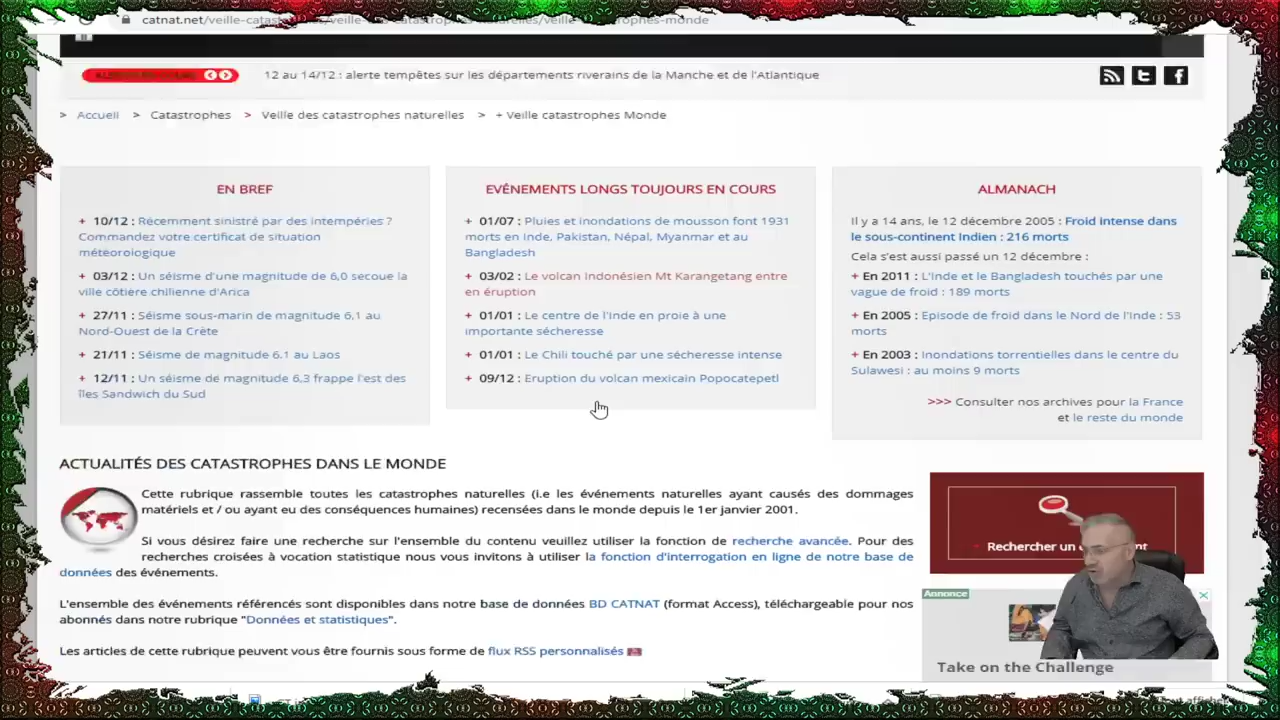 catnat.net/veille-catast
trophes-monde
12 au 14/12 : alerte tempêtes sur les départements riverains de la Manche et de l'Atlantique
> Accueil > Catastrophes > Veille des catastrophes naturelles > + Veille catastrophes Monde
EN BREF
+ 10/12 : Récemment sinistré par des intempéries ?
Commandez votre certificat de situation
météorologique
+ 03/12 : Un séisme d'une magnitude de 6,0 secoue la
ville côtière chilienne d'Arica
+ 27/11 : Séisme sous-marin de magnitude 6,1 au
Nord-Ouest de la Crète
+ 21/11 : Séisme de magnitude 6.1 au Laos
+ 12/11 : Un séisme de magnitude 6,3 frappe l'est des
îles Sandwich du Sud
EVÊNEMENTS LONGS TOUJOURS EN COURS
+ 01/07 : Pluies et inondations de mousson font 1931
morts en Inde, Pakistan, Népal, Myanmar et au
Bangladesh
+ 03/02 : Le volcan Indonésien Mt Karangetang entre
en éruption
+ 01/01 : Le centre de l'Inde en proie à une
importante sécheresse
+ 01/01 : Le Chili touché par une sécheresse intense
+ 09/12 : Eruption du volcan mexicain Popocatepetl
ALMANACH
Il y a 14 ans, le 12 décembre 2005 : Froid intense dans
le sous-continent Indien : 216 morts
Cela s'est aussi passé un 12 décembre :
+ En 2011 : L'Inde et le Bangladesh touchés par une
vague de froid : 189 morts
+ En 2005 : Episode de froid dans le Nord de l'Inde : 53
morts
+ En 2003 : Inondations torrentielles dans le centre du
Sulawesi : au moins 9 morts
>>> Consulter nos archives pour la France
et le reste du monde
ACTUALITÉS DES CATASTROPHES DANS LE MONDE
Cette rubrique rassemble toutes les catastrophes naturelles (i.e les événements naturelles ayant causés des dommages
matériels et / ou ayant eu des conséquences humaines) recensées dans le monde depuis le 1er janvier 2001.
Si vous désirez faire une recherche sur l'ensemble du contenu veuillez utiliser la fonction de recherche avancée. Pour des
recherches croisées à vocation statistique nous vous invitons à utiliser la fonction d'interrogation en ligne de notre base de
données des événements.
L'ensemble des événements référencés sont disponibles dans notre base de données BD CATNAT (format Access), téléchargeable pour nos
abonnés dans notre rubrique "Données et statistiques".
Les articles de cette rubrique peuvent vous être fournis sous forme de flux RSS personnalisés
Rechercher un
Annonce
Take on the Challenge